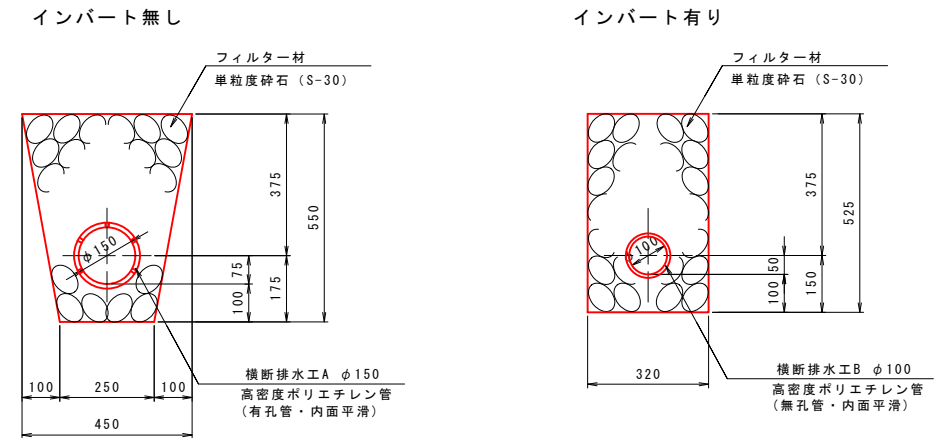 インバート無し
フィルター材
単粒度砕石 (S-30)
375
550
φ150
75
175
100
100
250
100
450
横断排水工A φ150
高密度ポリエチレン管
(有孔管・内面平滑)
インバート有り
フィルター材
単粒度砕石 (S-30)
375
525
φ100
50
150
100
320
横断排水工B φ100
高密度ポリエチレン管
(無孔管・内面平滑)